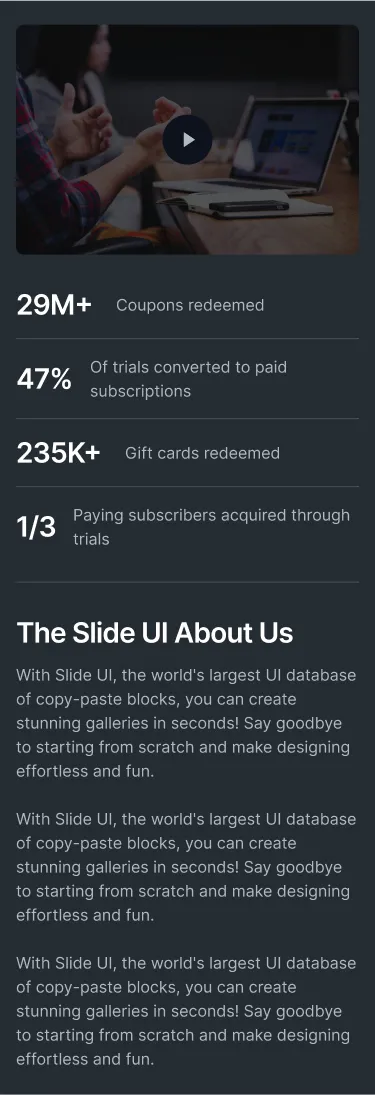 29M+ Coupons redeemed
47% Of trials converted to paid
subscriptions
235K+ Gift cards redeemed
1/3 Paying subscribers acquired through
trials
The Slide UI About Us
With Slide UI, the world's largest UI database
of copy-paste blocks, you can create
stunning galleries in seconds! Say goodbye
to starting from scratch and make designing
effortless and fun.
With Slide UI, the world's largest UI database
of copy-paste blocks, you can create
stunning galleries in seconds! Say goodbye
to starting from scratch and make designing
effortless and fun.
With Slide UI, the world's largest UI database
of copy-paste blocks, you can create
stunning galleries in seconds! Say goodbye
to starting from scratch and make designing
effortless and fun.